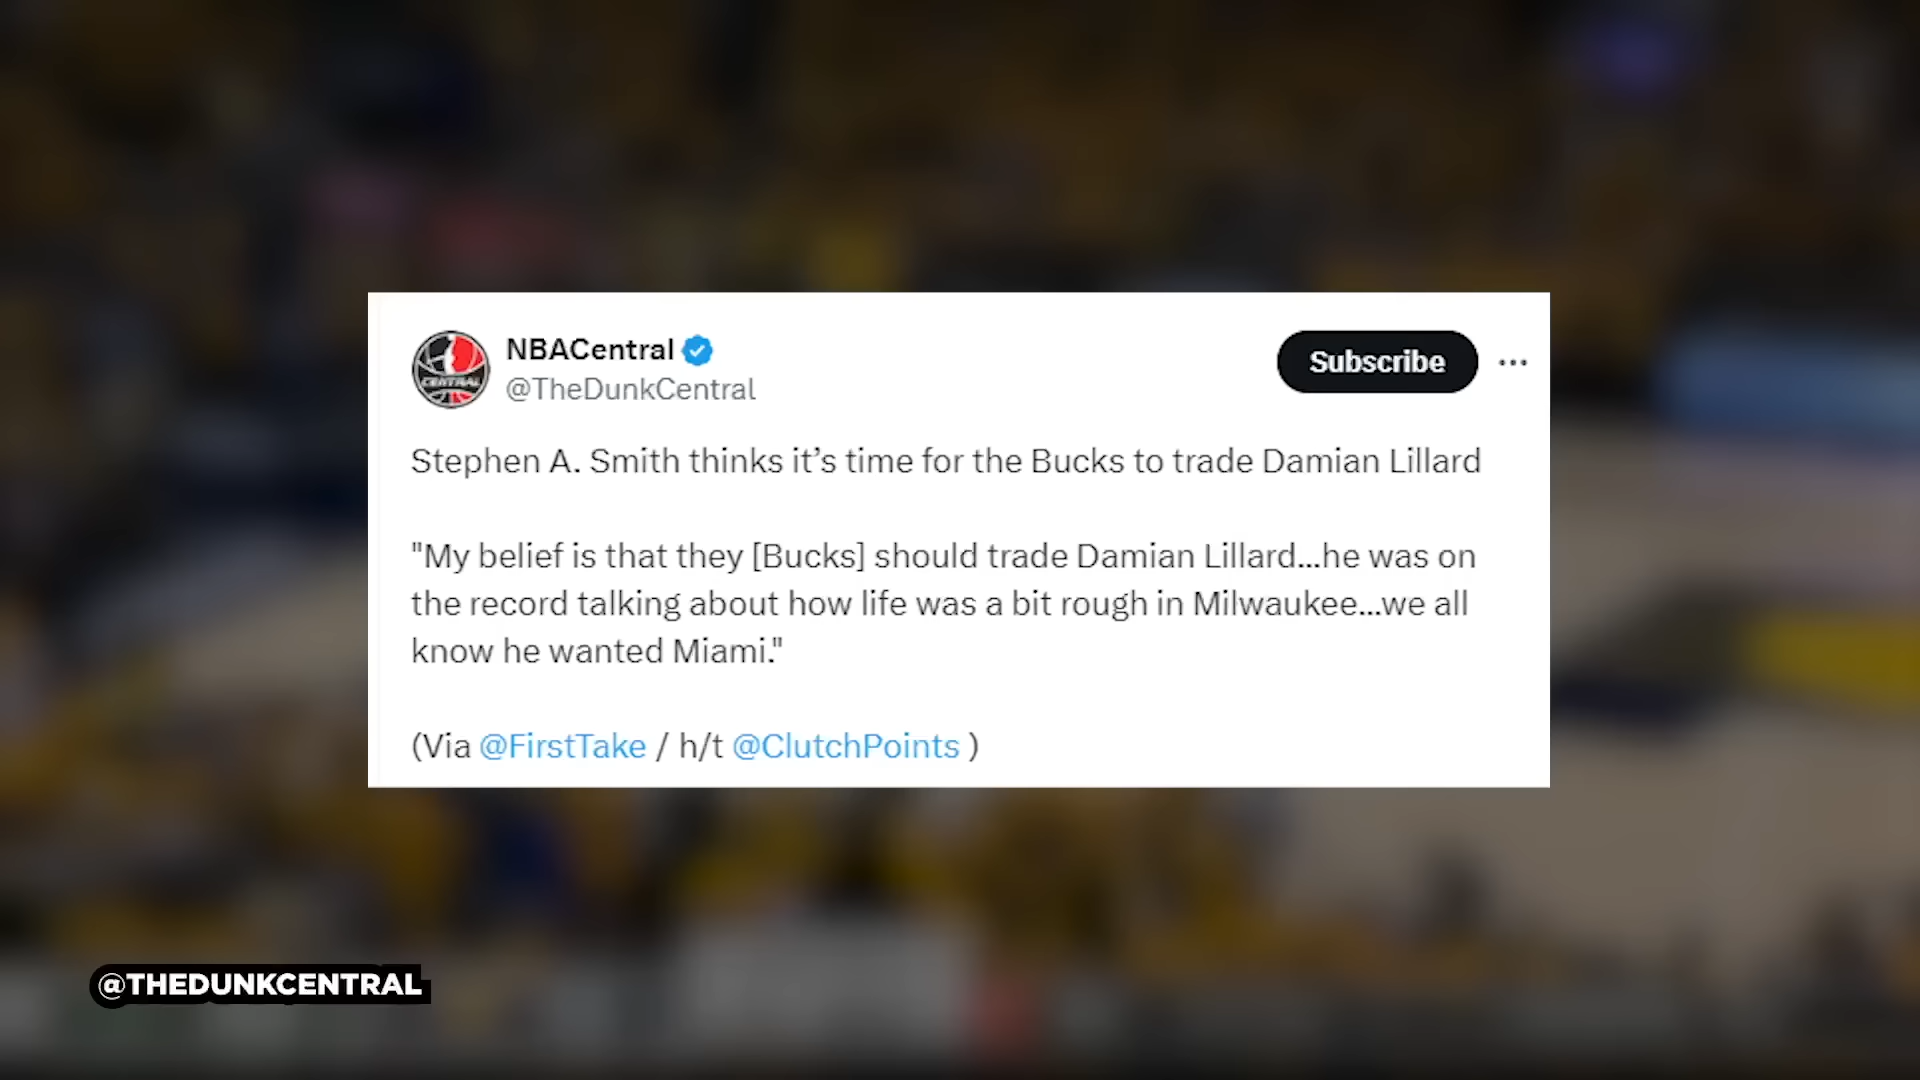 NBACentral
@TheDunkCentral
Subscribe
CENTRAL
Stephen A. Smith thinks it’s time for the Bucks to trade Damian Lillard
"My belief is that they [Bucks] should trade Damian Lillard...he was on
the record talking about how life was a bit rough in Milwaukee...we all
know he wanted Miami."
(Via @FirstTake / h/t @ClutchPoints )
@THEDUNKCENTRAL